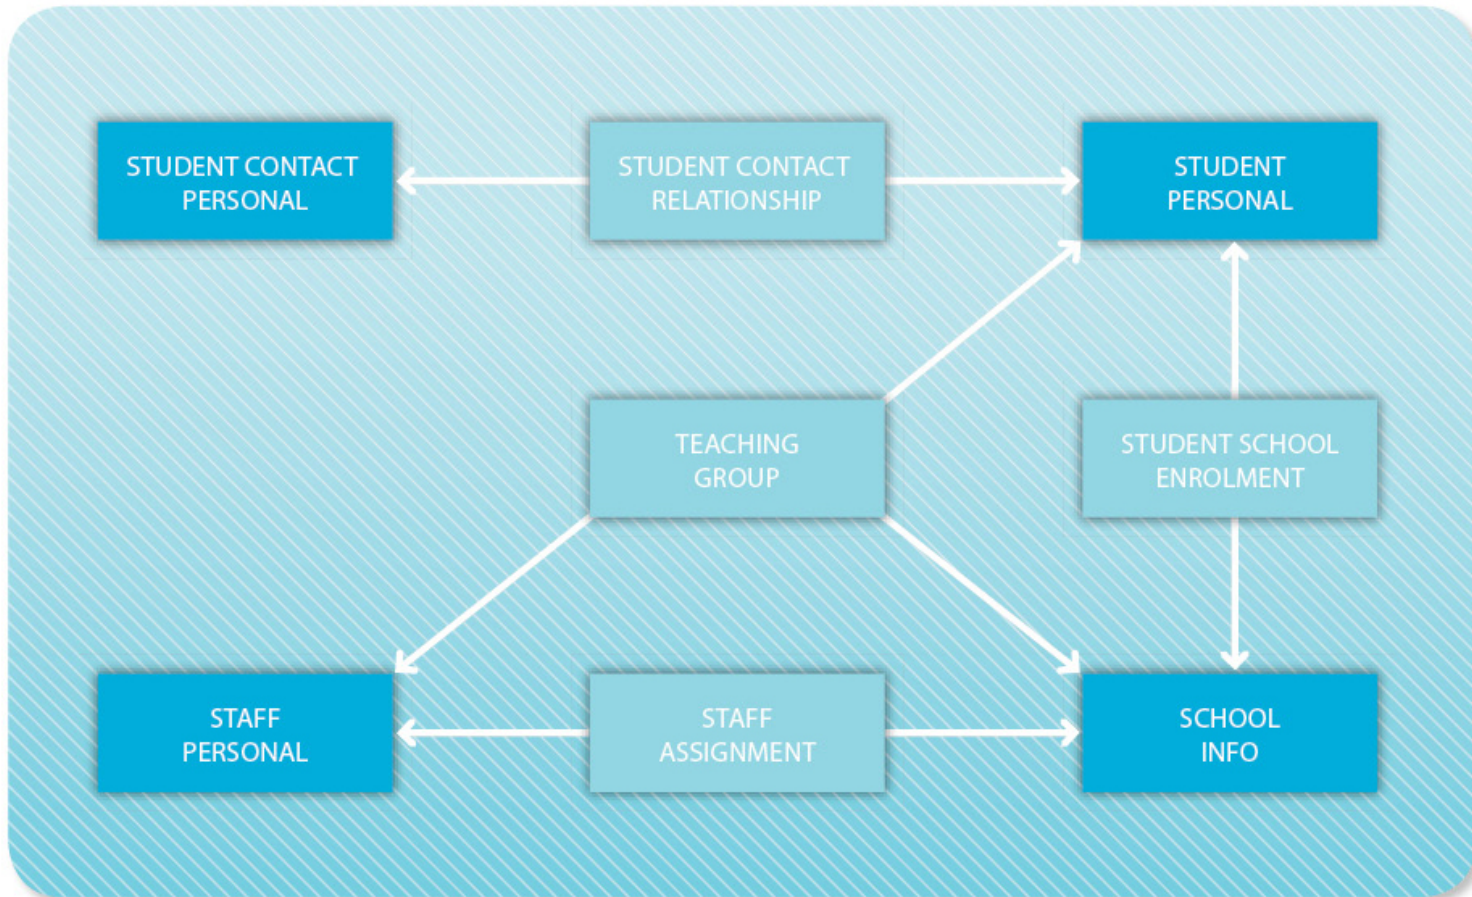 STUDENT CONTACT
PERSONAL
STUDENT CONTACT
RELATIONSHIP
STUDENT
PERSONAL
TEACHING
GROUP
STUDENT SCHOOL
ENROLMENT
STAFF
PERSONAL
STAFF
ASSIGNMENT
SCHOOL
INFO